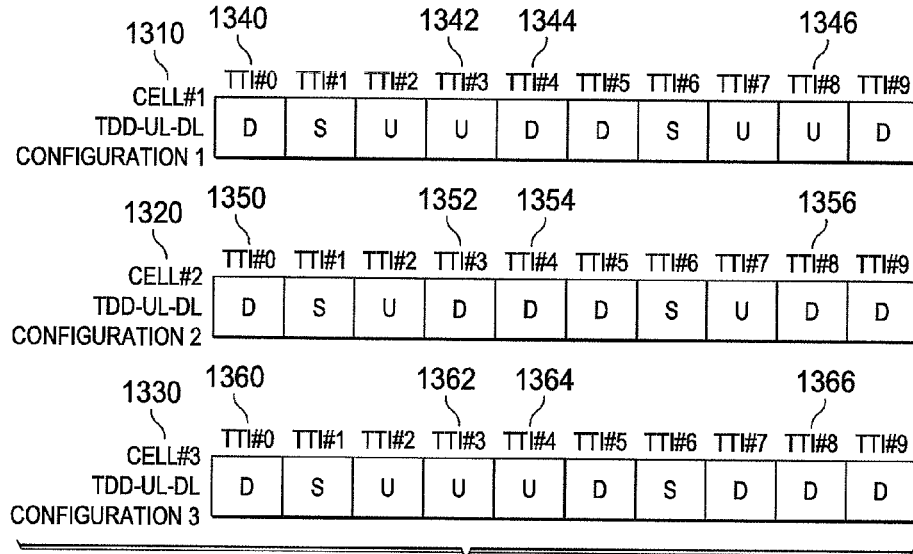 1310 1340 1342 1344 1346
TTI#0 TTI#1 TTI#2 TTI#3 TTI#4 TTI#5 TTI#6 TTI#7 TTI#8 TTI#9
CELL#1
TDD-UL-DL
CONFIGURATION 1
D S U U D D S U U D
1320 1350 1352 1354 1356
TTI#0 TTI#1 TTI#2 TTI#3 TTI#4 TTI#5 TTI#6 TTI#7 TTI#8 TTI#9
CELL#2
TDD-UL-DL
CONFIGURATION 2
D S U D D D S U D D
1330 1360 1362 1364 1366
TTI#0 TTI#1 TTI#2 TTI#3 TTI#4 TTI#5 TTI#6 TTI#7 TTI#8 TTI#9
CELL#3
TDD-UL-DL
CONFIGURATION 3
D S U U U D S D D D